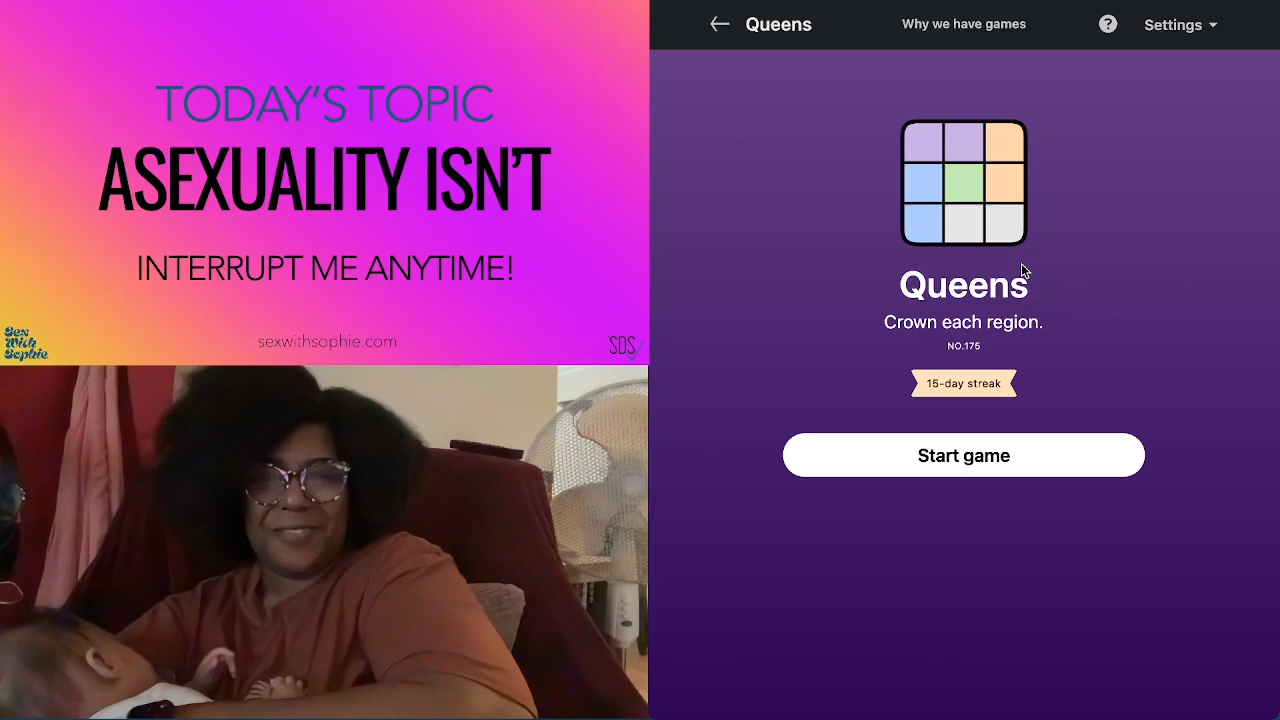 TODAY'S TOPIC
ASEXUALITY ISN'T
INTERRUPT ME ANYTIME!
Sex
With
Sophie
sexwithsophie.com
SDS
Queens
Why we have games
?
Settings
Queens
Crown each region.
NO.175
15-day streak
Start game